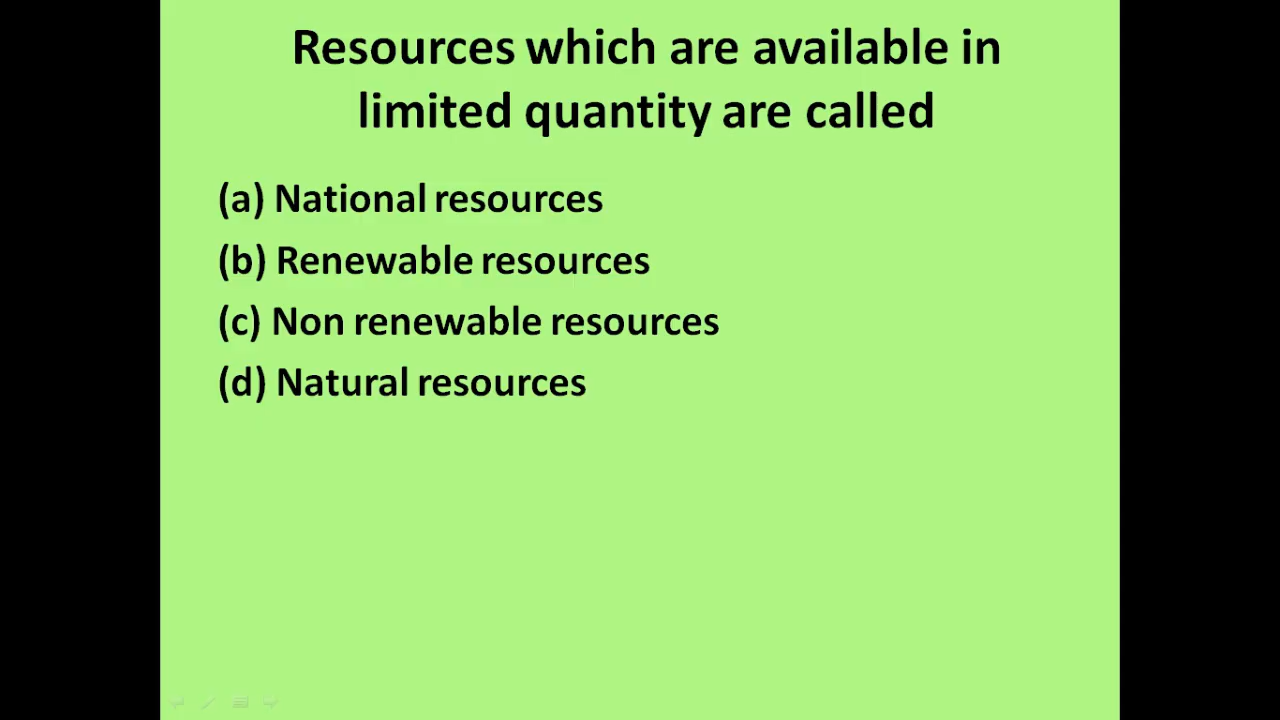 Resources which are available in
limited quantity are called
(a) National resources
(b) Renewable resources
(c) Non renewable resources
(d) Natural resources